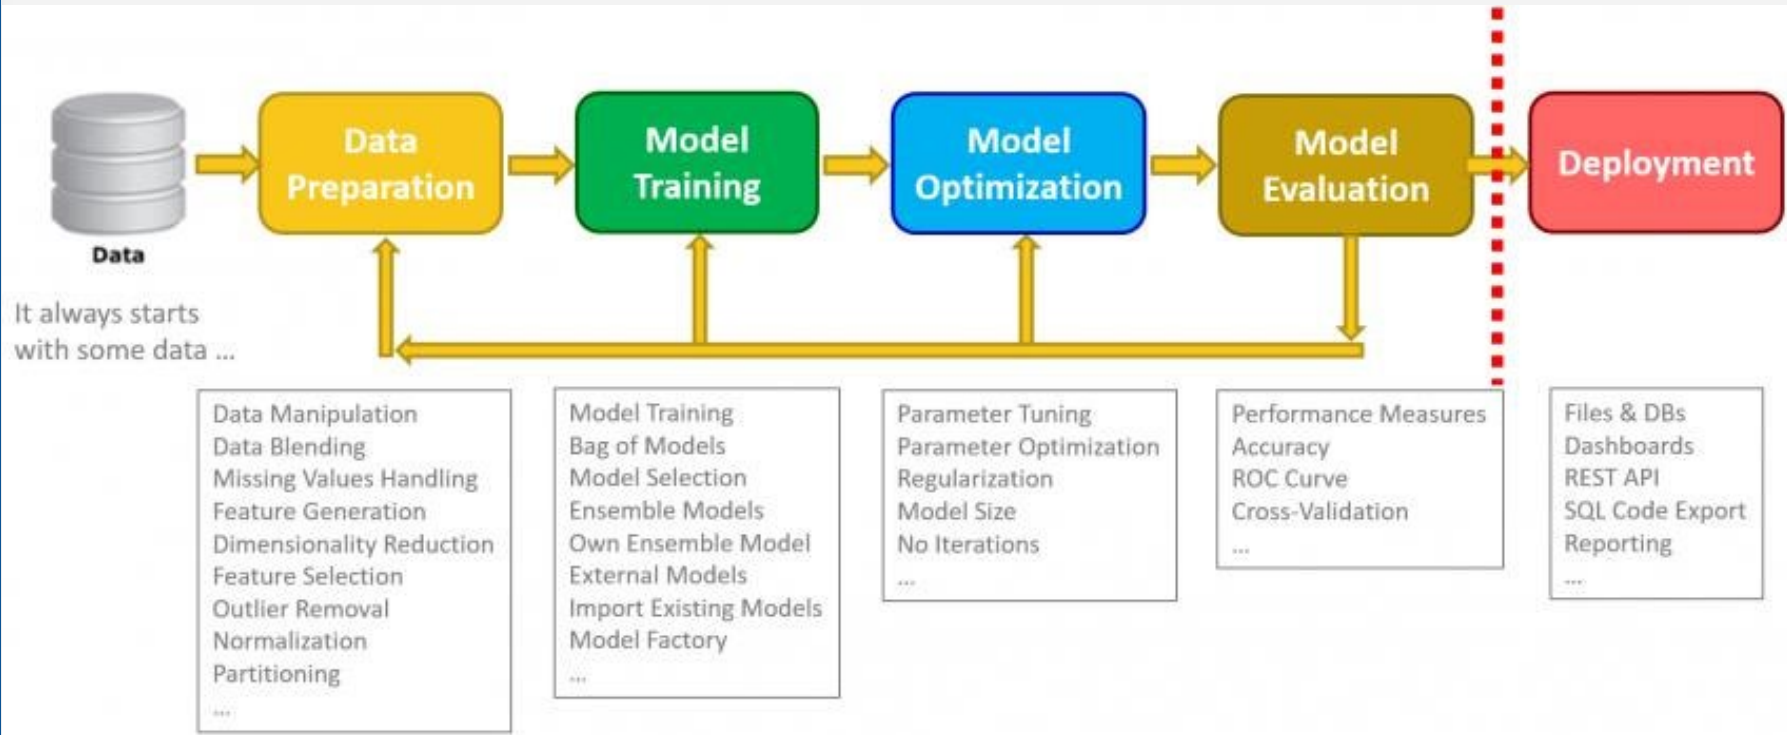 Data
Preparation
Model
Training
Model
Optimization
Model
Evaluation
Deployment
Data
It always starts
with some data ...
Data Manipulation
Data Blending
Missing Values Handling
Feature Generation
Dimensionality Reduction
Feature Selection
Outlier Removal
Normalization
Partitioning
...
Model Training
Bag of Models
Model Selection
Ensemble Models
Own Ensemble Model
External Models
Import Existing Models
Model Factory
...
Parameter Tuning
Parameter Optimization
Regularization
Model Size
No Iterations
...
Performance Measures
Accuracy
ROC Curve
Cross-Validation
...
Files & DBs
Dashboards
REST API
SQL Code Export
Reporting
...